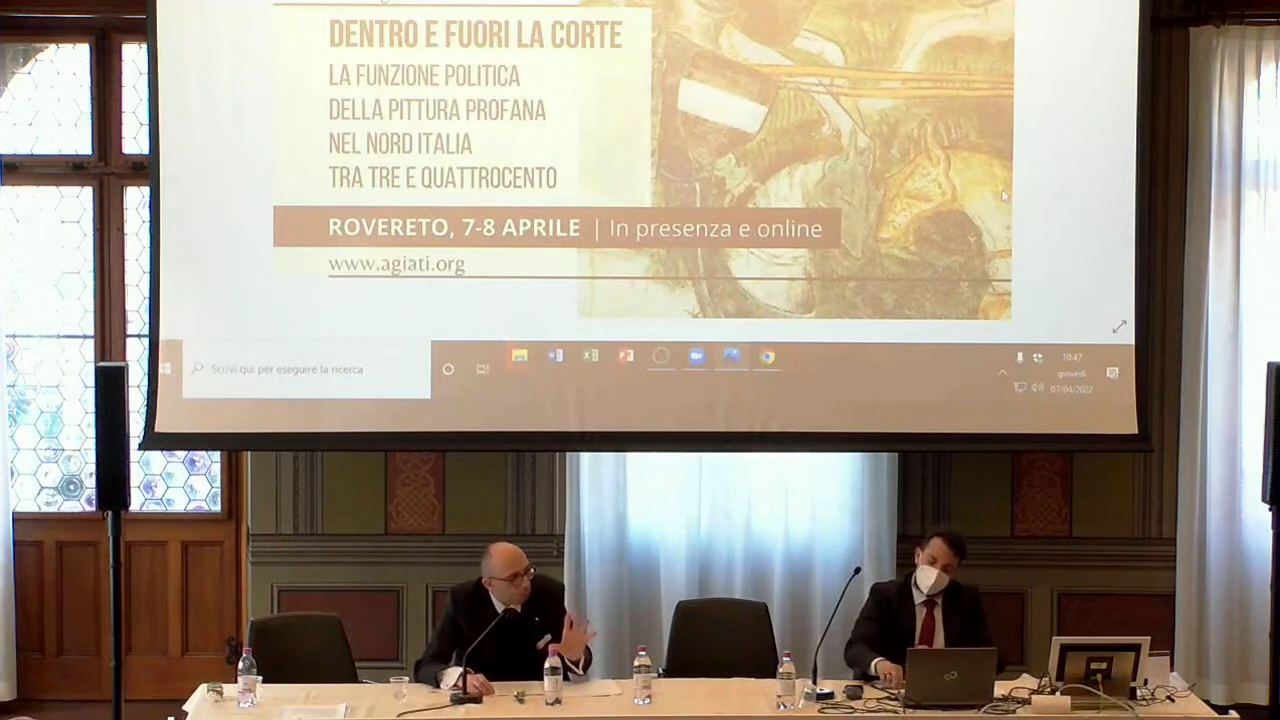 DENTRO E FUORI LA CORTE
LA FUNZIONE POLITICA
DELLA PITTURA PROFANA
NEL NORD ITALIA
TRA TRE E QUATTROCENTO
ROVERETO, 7-8 APRILE | In presenza e online
www.agiati.org
Scrivi qui per eseguire la ricerca
10:47
giovedì
07/04/2022